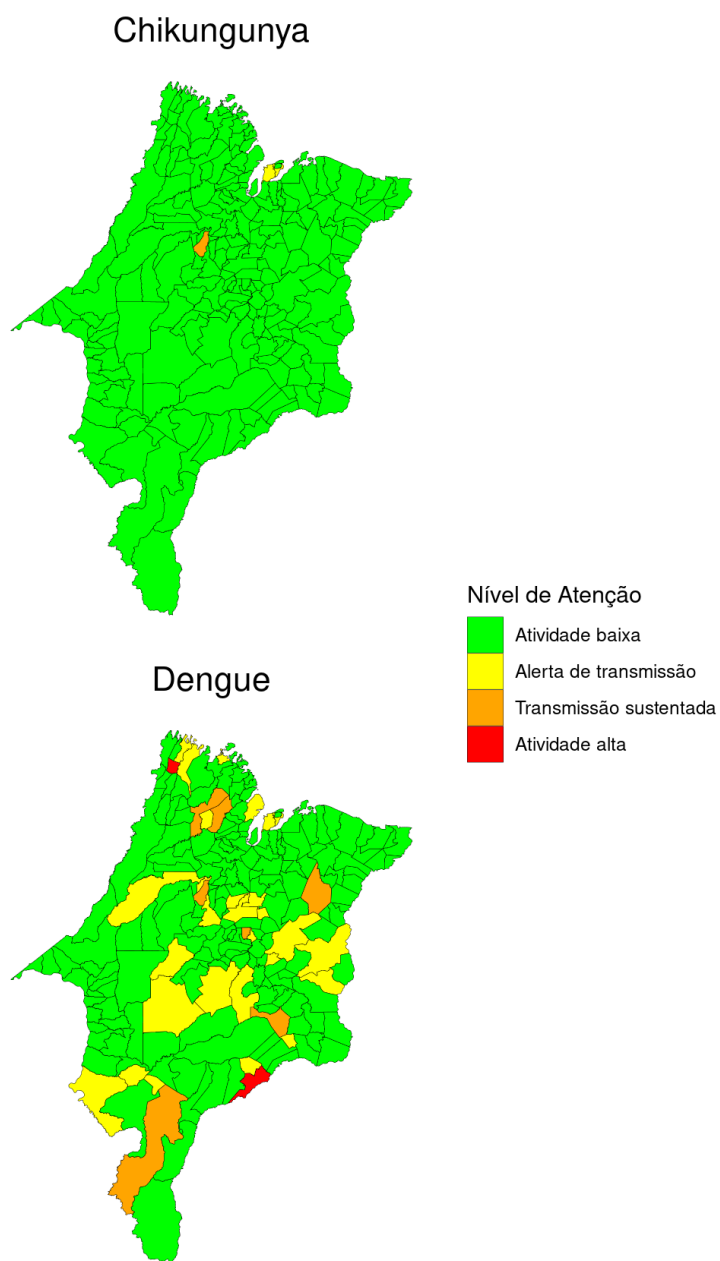 Chikungunya
Nível de Atenção
Atividade baixa
Alerta de transmissão
Transmissão sustentada
Atividade alta
Dengue